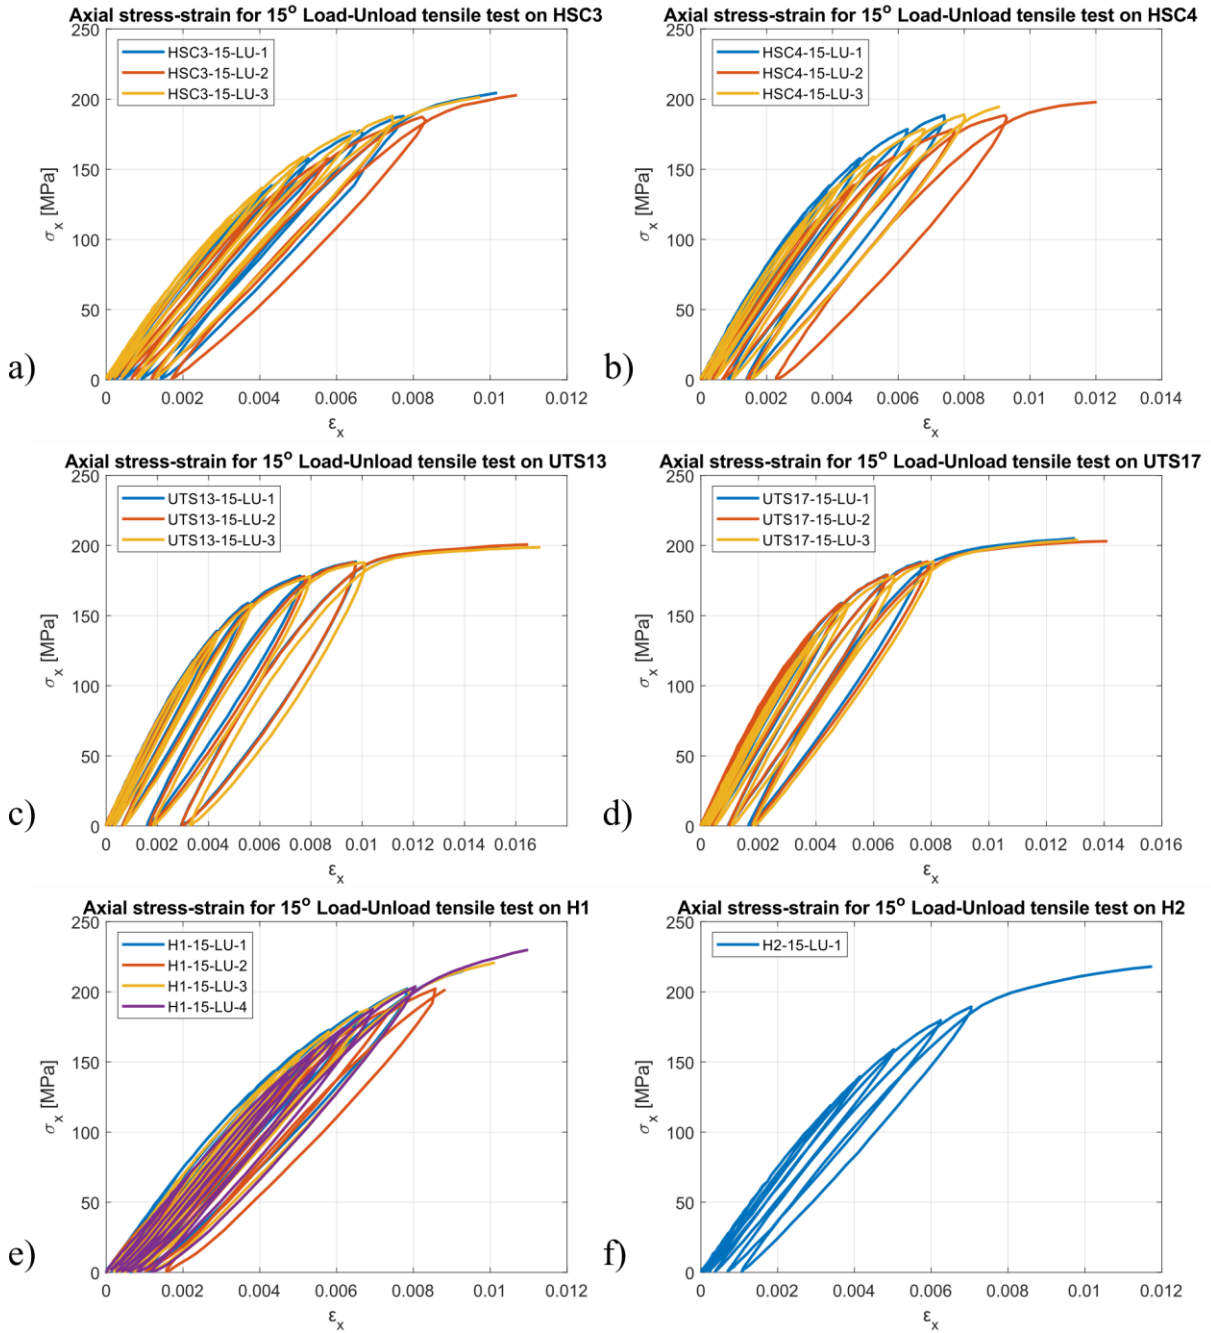 Axial stress-strain for 15° Load-Unload tensile test on HSC3
250
200
150
100
50
0
σx [MPa]
HSC3-15-LU-1
HSC3-15-LU-2
HSC3-15-LU-3
0 0.002 0.004 0.006 0.008 0.01 0.012
εx
a)
Axial stress-strain for 15° Load-Unload tensile test on HSC4
250
200
150
100
50
0
σx [MPa]
HSC4-15-LU-1
HSC4-15-LU-2
HSC4-15-LU-3
0 0.002 0.004 0.006 0.008 0.01 0.012 0.014
εx
b)
Axial stress-strain for 15° Load-Unload tensile test on UTS13
250
200
150
100
50
0
σx [MPa]
UTS13-15-LU-1
UTS13-15-LU-2
UTS13-15-LU-3
0 0.002 0.004 0.006 0.008 0.01 0.012 0.014 0.016
εx
c)
Axial stress-strain for 15° Load-Unload tensile test on UTS17
250
200
150
100
50
0
σx [MPa]
UTS17-15-LU-1
UTS17-15-LU-2
UTS17-15-LU-3
0 0.002 0.004 0.006 0.008 0.01 0.012 0.014 0.016
εx
d)
Axial stress-strain for 15° Load-Unload tensile test on H1
250
200
150
100
50
0
σx [MPa]
H1-15-LU-1
H1-15-LU-2
H1-15-LU-3
H1-15-LU-4
0 0.002 0.004 0.006 0.008 0.01 0.012
εx
e)
Axial stress-strain for 15° Load-Unload tensile test on H2
250
200
150
100
50
0
σx [MPa]
H2-15-LU-1
0 0.002 0.004 0.006 0.008 0.01 0.012
εx
f)